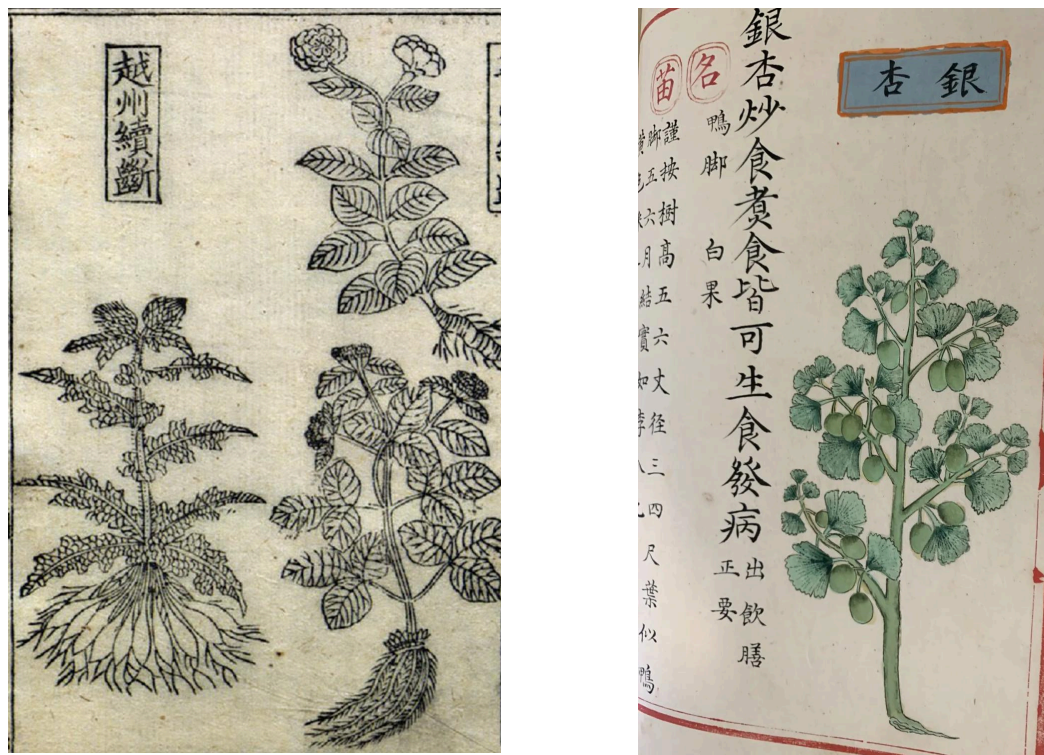 越州續斷
銀杏
銀杏炒食煑食皆可生食發病出飲膳正要
名
鴨脚 白果
苗
謹按樹高五六丈径三四尺葉似鴨
脚五六月結實如李八